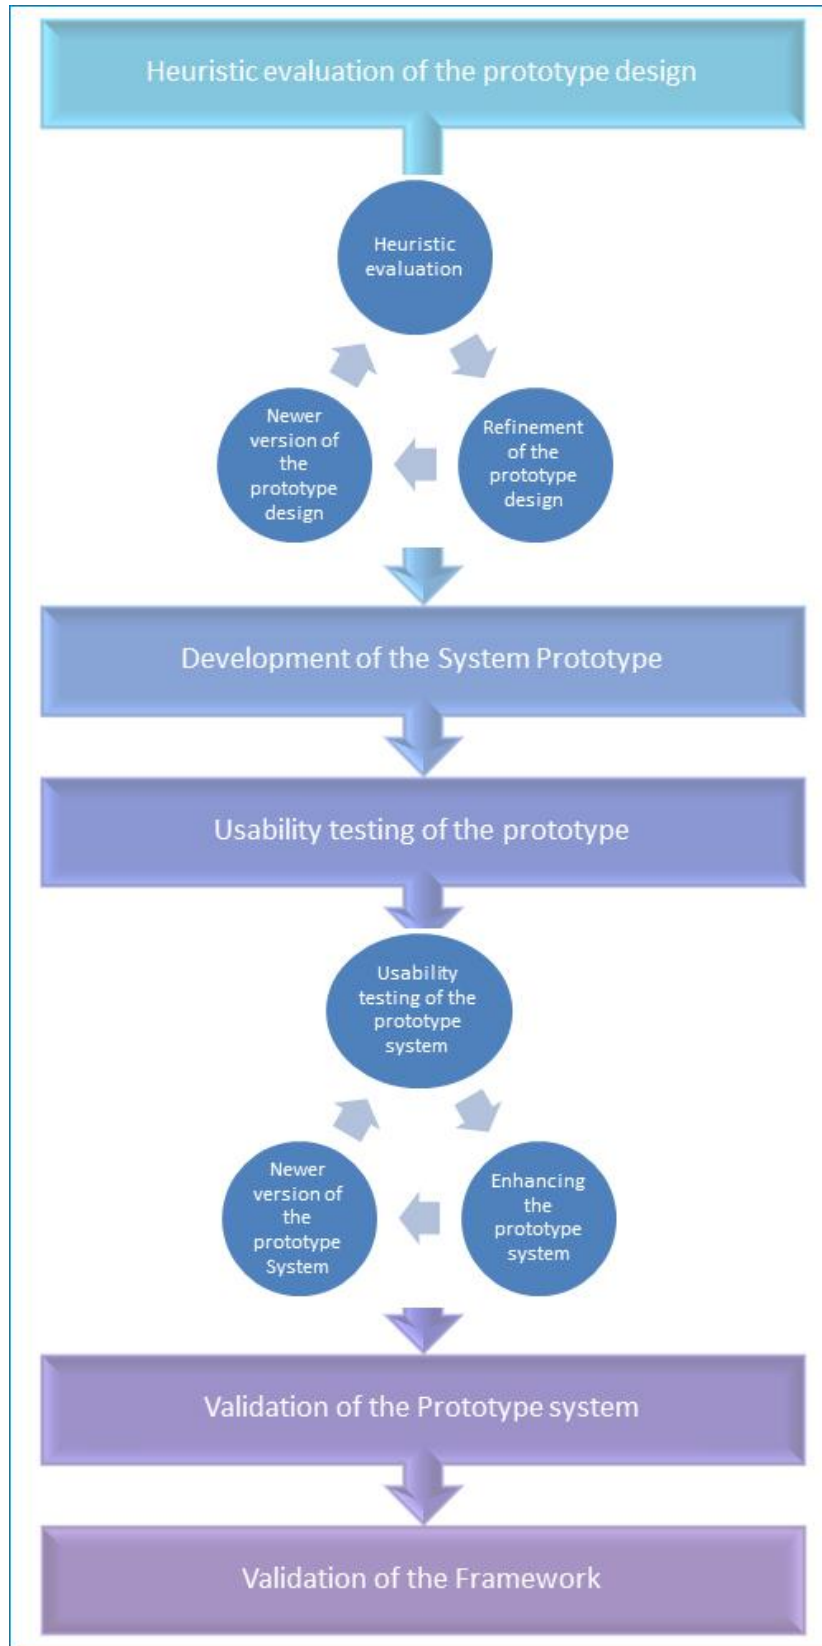 Heuristic evaluation of the prototype design
Heuristic
evaluation
Newer
version of
the
prototype
design
Refinement
of the
prototype
design
Development of the System Prototype
Usability testing of the prototype
Usability
testing of the
prototype
system
Newer
version of
the
prototype
System
Enhancing
the
prototype
system
Validation of the Prototype system
Validation of the Framework